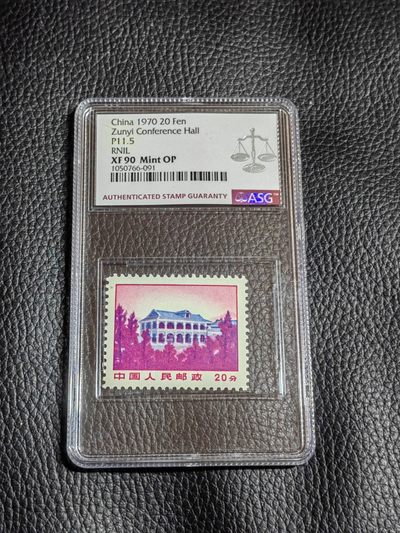 China 1970 20 Fen
Zunyi Conference Hall
P11.5
RNIL
XF 90 Mint OP
1050766-091
AUTHENTICATED STAMP GUARANTY
ASG
中国人民邮政 20分